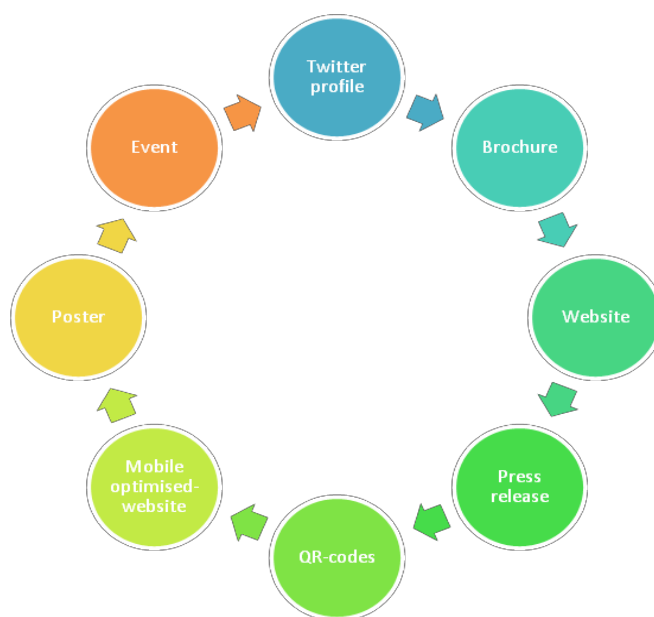 Twitter
profile
Brochure
Website
Press
release
QR-codes
Mobile
optimised-
website
Poster
Event